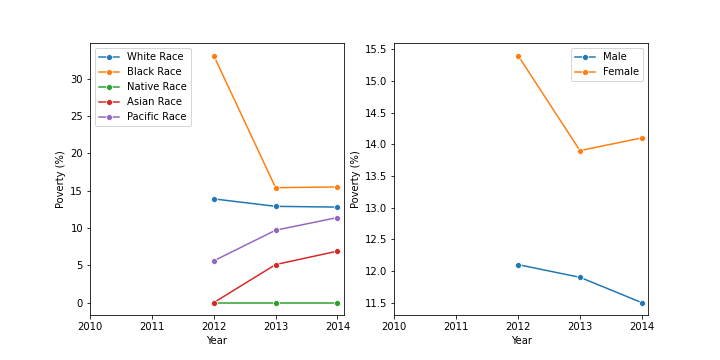 White Race
Black Race
Native Race
Asian Race
Pacific Race
30
25
20
15
10
5
0
Poverty (%)
2010 2011 2012 2013 2014
Year
Male
Female
15.5
15.0
14.5
14.0
13.5
13.0
12.5
12.0
11.5
Poverty (%)
2010 2011 2012 2013 2014
Year